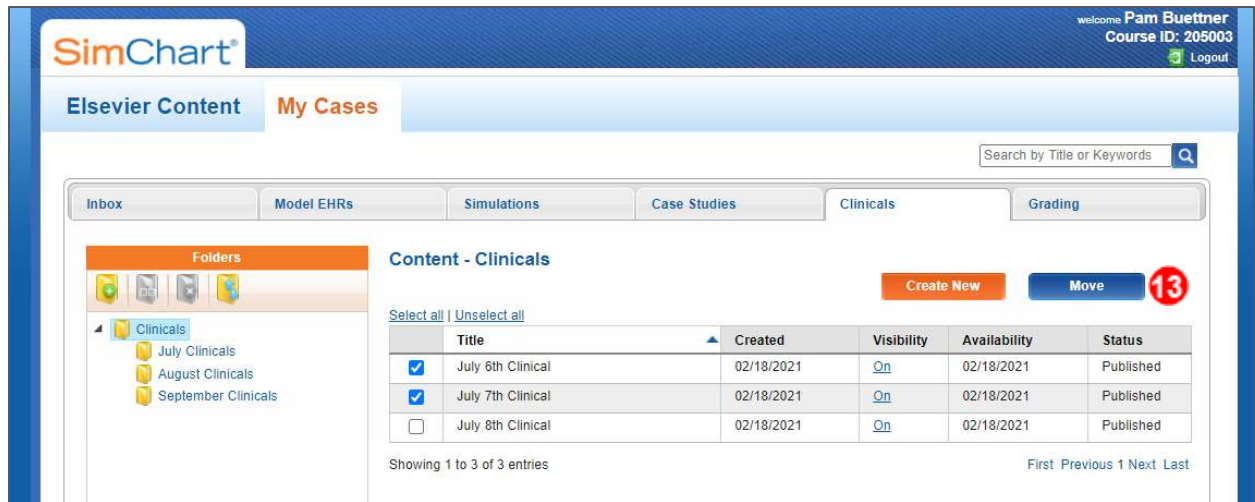 welcome Pam Buettner
Course ID: 205003
Logout
SimChart®
Elsevier Content My Cases
Search by Title or Keywords
Inbox Model EHRs Simulations Case Studies Clinicals Grading
Folders
Clinicals
July Clinicals
August Clinicals
September Clinicals
Content - Clinicals
Create New Move 13
Select all | Unselect all
Title Created Visibility Availability Status
July 6th Clinical 02/18/2021 On 02/18/2021 Published
July 7th Clinical 02/18/2021 On 02/18/2021 Published
July 8th Clinical 02/18/2021 On 02/18/2021 Published
Showing 1 to 3 of 3 entries First Previous 1 Next Last